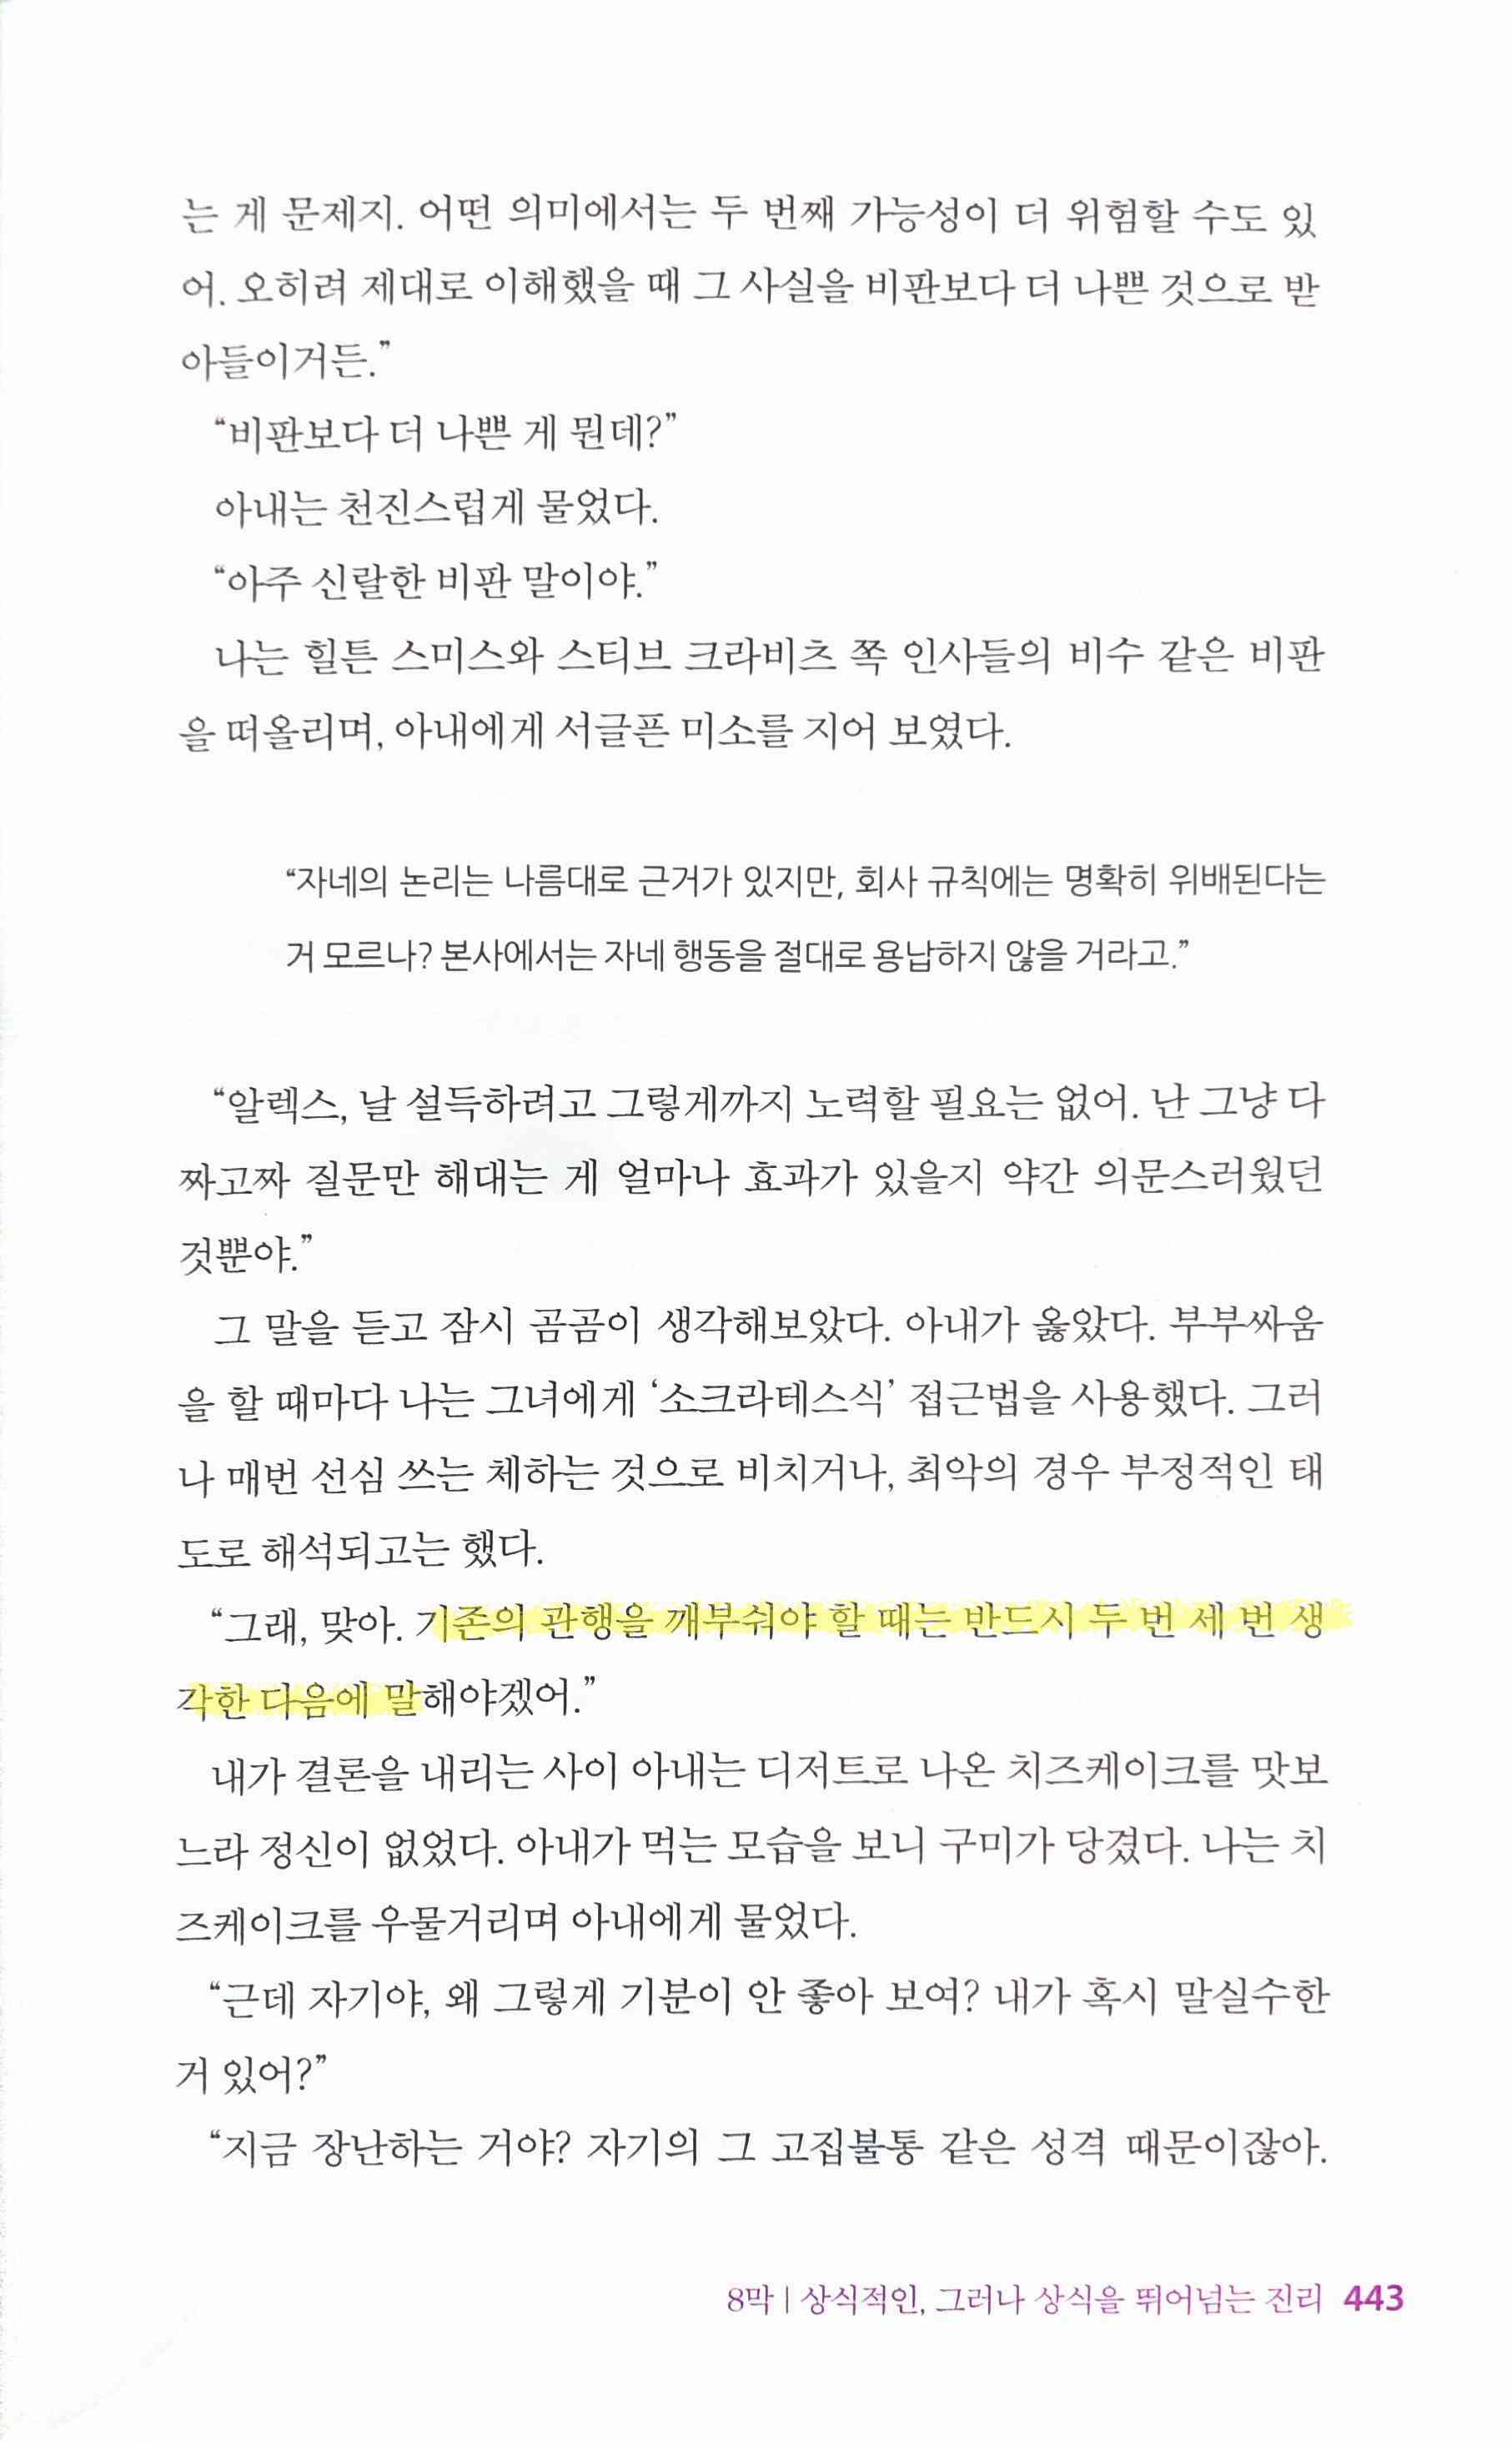 는 게 문제지. 어떤 의미에서는 두 번째 가능성이 더 위험할 수도 있
어. 오히려 제대로 이해했을 때 그 사실을 비판보다 더 나쁜 것으로 받
아들이거든.”
“비판보다 더 나쁜 게 뭔데?”
아내는 천진스럽게 물었다.
“아주 신랄한 비판 말이야.”
나는 힐튼 스미스와 스티브 크라비츠 쪽 인사들의 비수 같은 비판
을 떠올리며, 아내에게 서글픈 미소를 지어 보였다.
“자네의 논리는 나름대로 근거가 있지만, 회사 규칙에는 명확히 위배된다는
거 모르나? 본사에서는 자네 행동을 절대로 용납하지 않을 거라고.”
“알렉스, 날 설득하려고 그렇게까지 노력할 필요는 없어. 난 그냥 다
짜고짜 질문만 해대는 게 얼마나 효과가 있을지 약간 의문스러웠던
것뿐야.”
그 말을 듣고 잠시 곰곰이 생각해보았다. 아내가 옳았다. 부부싸움
을 할 때마다 나는 그녀에게 ‘소크라테스식’ 접근법을 사용했다. 그러
나 매번 선심 쓰는 체하는 것으로 비치거나, 최악의 경우 부정적인 태
도로 해석되고는 했다.
“그래, 맞아. 기존의 관행을 깨부숴야 할 때는 반드시 두 번 세 번 생
각한 다음에 말해야겠어.”
내가 결론을 내리는 사이 아내는 디저트로 나온 치즈케이크를 맛보
느라 정신이 없었다. 아내가 먹는 모습을 보니 구미가 당겼다. 나는 치
즈케이크를 우물거리며 아내에게 물었다.
“근데 자기야, 왜 그렇게 기분이 안 좋아 보여? 내가 혹시 말실수한
거 있어?”
“지금 장난하는 거야? 자기의 그 고집불통 같은 성격 때문이잖아.
8막 | 상식적인, 그러나 상식을 뛰어넘는 진리 443